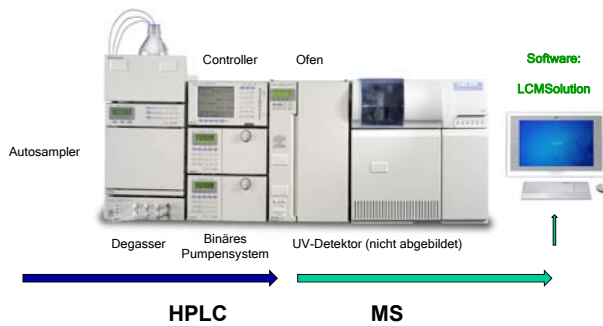 Controller
Ofen
Software:
LCMSolution
Autosampler
Degasser
Binäres
Pumpensystem
UV-Detektor (nicht abgebildet)
HPLC
MS